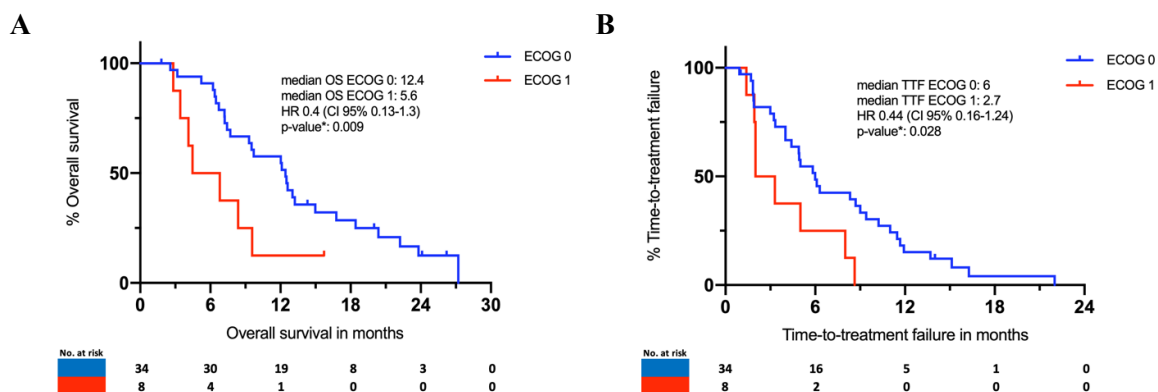 A
ECOG 0
ECOG 1
median OS ECOG 0: 12.4
median OS ECOG 1: 5.6
HR 0.4 (CI 95% 0.13-1.3)
p-value*: 0.009
% Overall survival
100
50
0
0 6 12 18 24 30
Overall survival in months
No. at risk
34 30 19 8 3 0
8 4 1 0 0 0
B
ECOG 0
ECOG 1
median TTF ECOG 0: 6
median TTF ECOG 1: 2.7
HR 0.44 (CI 95% 0.16-1.24)
p-value*: 0.028
% Time-to-treatment failure
100
50
0
0 6 12 18 24
Time-to-treatment failure in months
No. at risk
34 16 5 1 0
8 2 0 0 0